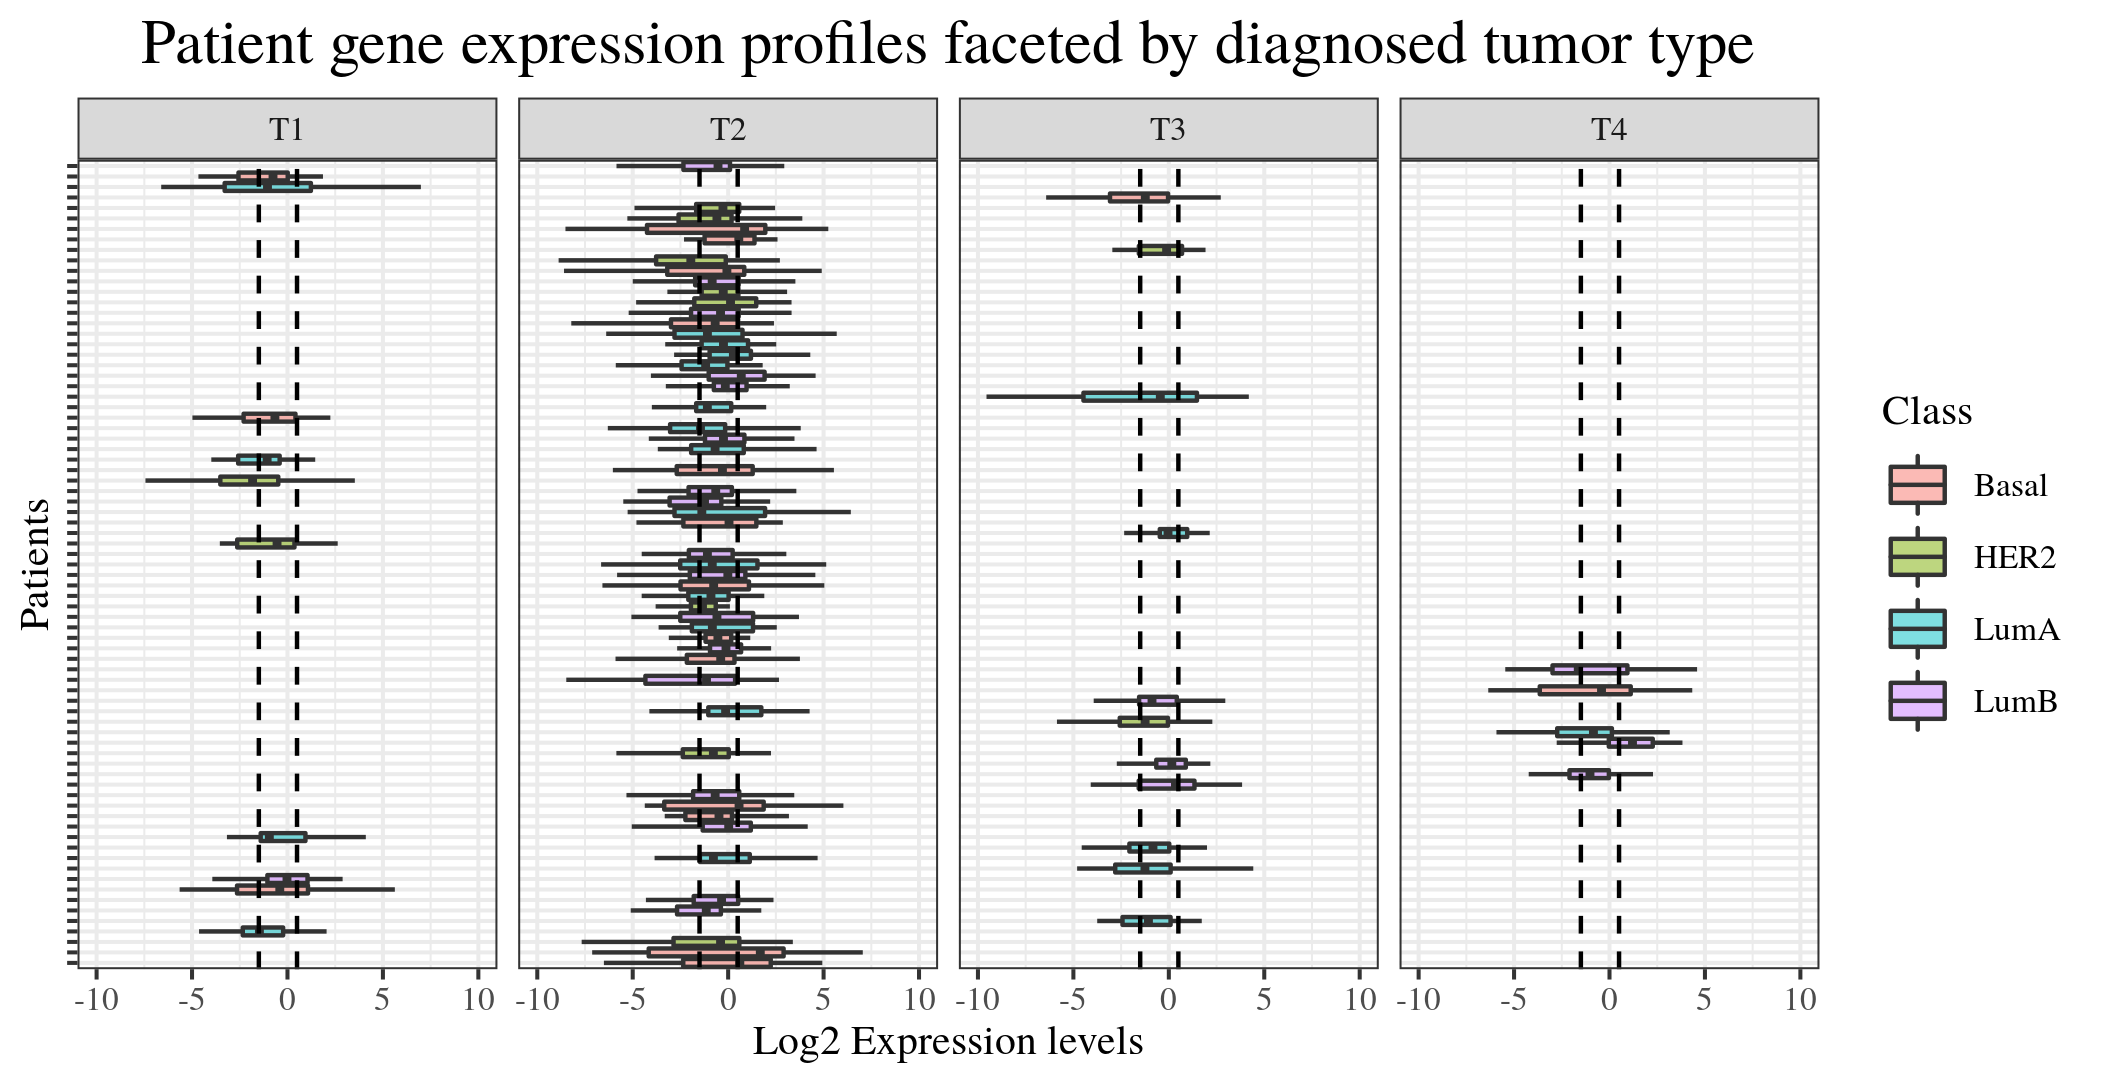 Patient gene expression profiles faceted by diagnosed tumor type
T1 T2 T3 T4
Patients
-10 -5 0 5 10 -10 -5 0 5 10 -10 -5 0 5 10 -10 -5 0 5 10
Log2 Expression levels
Class
Basal
HER2
LumA
LumB